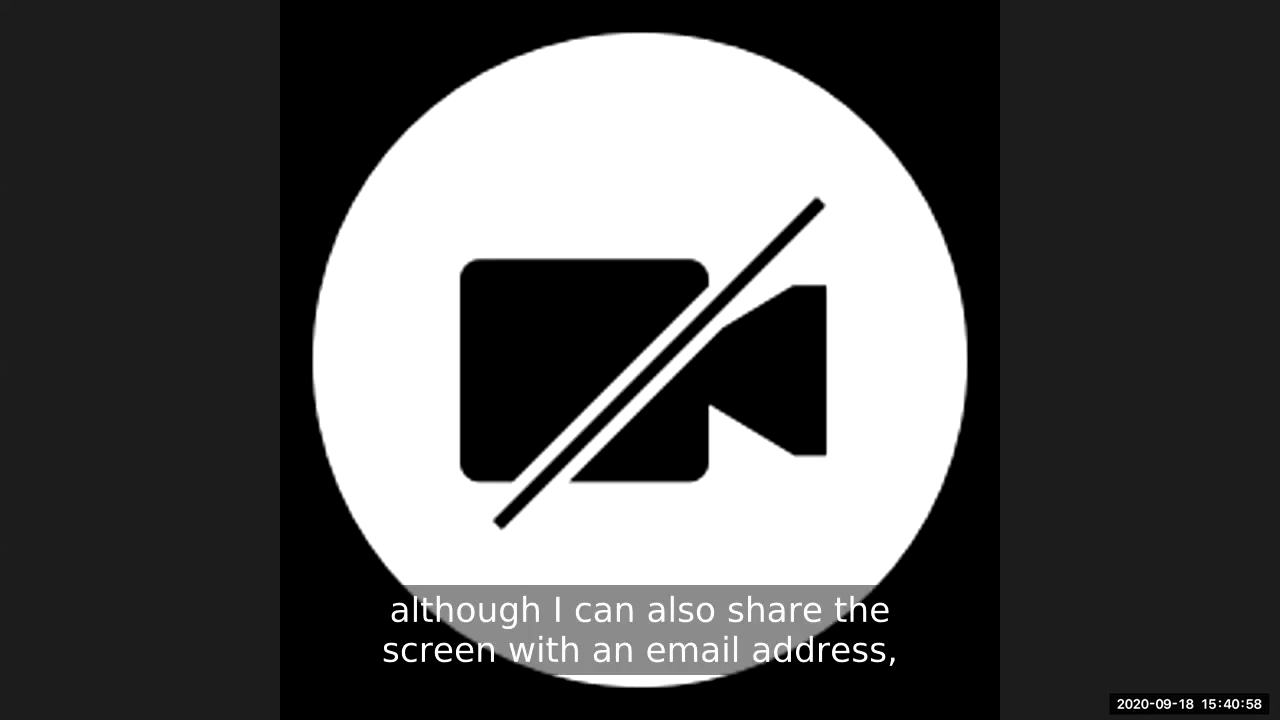 although I can also share the
screen with an email address,
2020-09-18 15:40:58